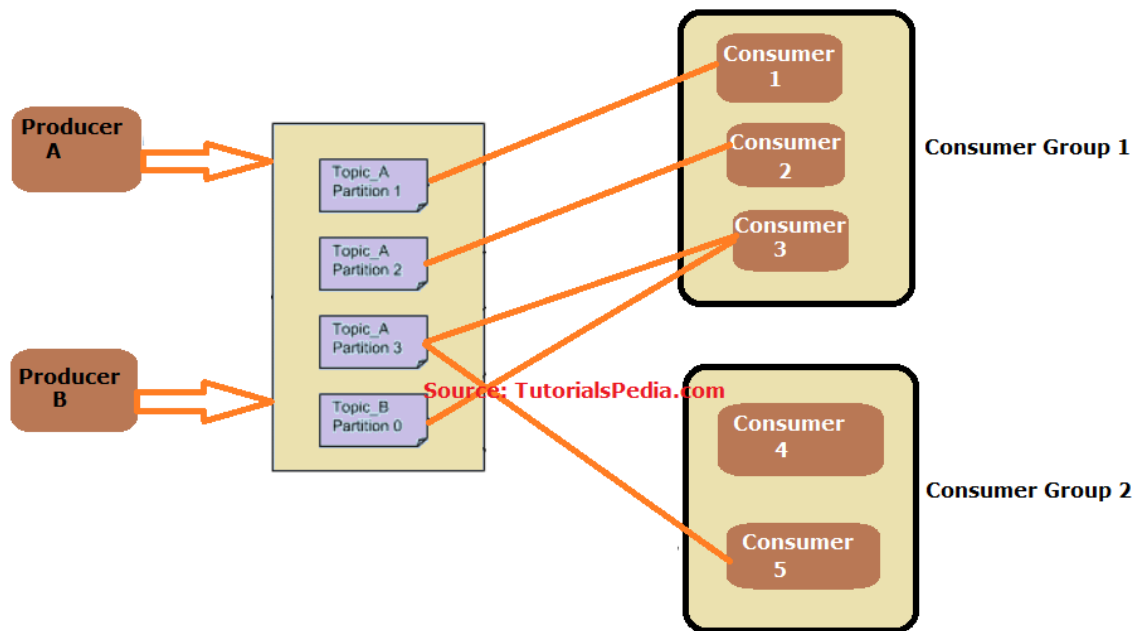 Producer
A
Producer
B
Topic_A
Partition 1
Topic_A
Partition 2
Topic_A
Partition 3
Topic_B
Partition 0
Source: TutorialsPedia.com
Consumer
1
Consumer
2
Consumer
3
Consumer Group 1
Consumer
4
Consumer
5
Consumer Group 2